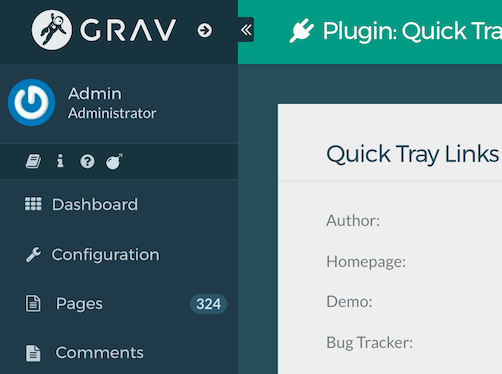 GRAV
Plugin: Quick Tra
Admin
Administrator
Quick Tray Links
Dashboard
Author:
Configuration
Homepage:
Pages 324
Demo:
Bug Tracker:
Comments